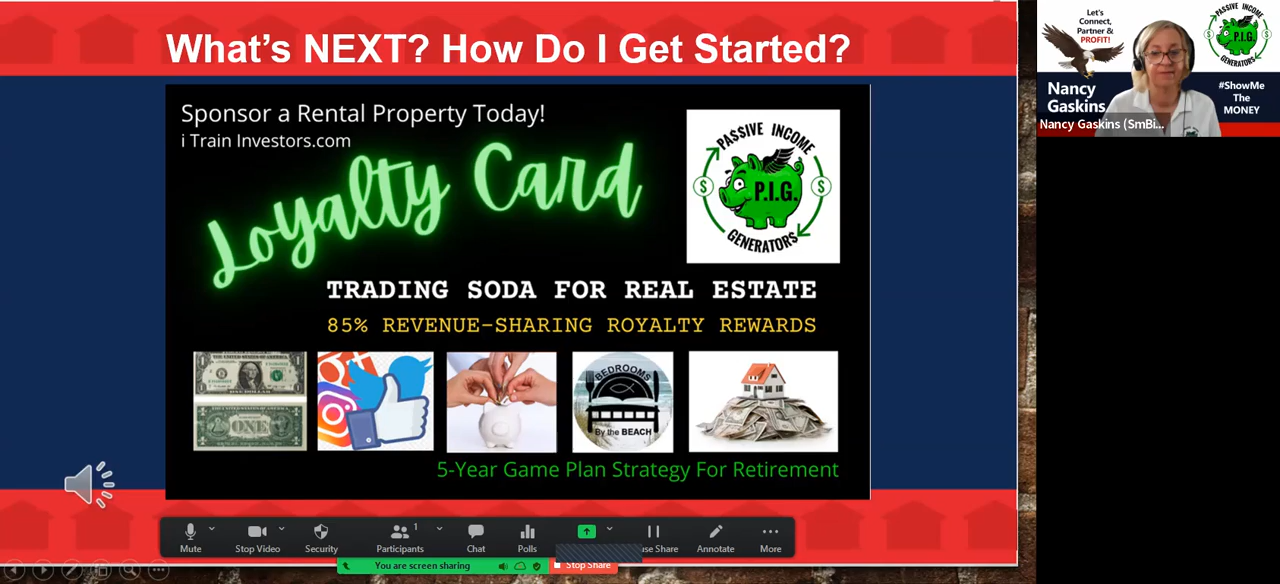 What's NEXT? How Do I Get Started?
Sponsor a Rental Property Today!
i Train Investors.com
Loyalty Card
PASSIVE INCOME
$ P.I.G. $
GENERATORS
TRADING SODA FOR REAL ESTATE
85% REVENUE-SHARING ROYALTY REWARDS
ONE
BEDROOMS
By the BEACH
5-Year Game Plan Strategy For Retirement
Let's
Connect,
Partner &
PROFIT!
PASSIVE INCOME
$ P.I.G. $
GENERATORS
Nancy
Gaskins
#ShowMe
The
MONEY
Nancy Gaskins (SmBi...
1
Mute
Stop Video
Security
Participants
Chat
Polls
use Share
Annotate
More
You are screen sharing
Stop Share